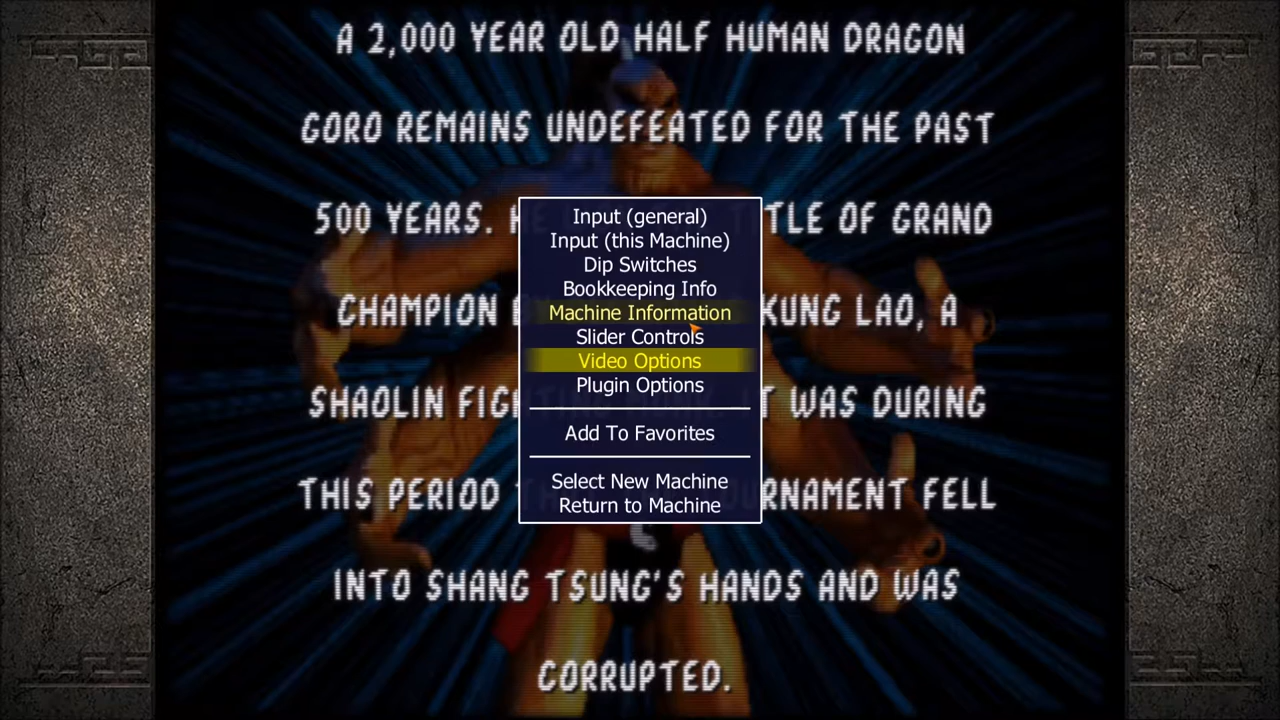 A 2,000 YEAR OLD HALF HUMAN DRAGON
GORO REMAINS UNDEFEATED FOR THE PAST
500 YEARS. TLE OF GRAND
CHAMPION KUNG LAO, A
SHAOLIN WAS DURING
THIS PERIOD FELL
INTO SHANG TSUNG'S HANDS AND WAS
CORRUPTED.
Input (general)
Input (this Machine)
Dip Switches
Bookkeeping Info
Machine Information
Slider Controls
Video Options
Plugin Options
Add To Favorites
Select New Machine
Return to Machine